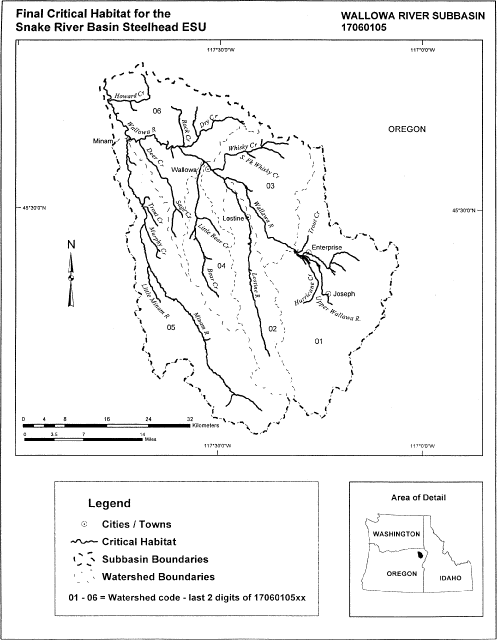 Final Critical Habitat for the
Snake River Basin Steelhead ESU
WALLOWA RIVER SUBBASIN
17060105
117°30'0"W
117°0'0"W
Howard Cr
06
Rock Cr
Dry Cr
OREGON
Wallowa R
Minam
Deer Cr
Whisky Cr
S. Fk Whisky Cr
Wallowa
03
45°30'0"N
45°30'0"N
Trout Cr
Murphy Cr
Sage Cr
Lostine
Wallowa R
Trout Cr
Little Bear Cr
N
Enterprise
04
Bear Cr
Lostine R
Hurricane Cr
Joseph
Upper Wallowa R.
Little Minam R
Minam R
05
02
01
0 4 8 16 24 32
Kilometers
0 3.5 7 14
Miles
117°30'0"W
117°0'0"W
Legend
Cities / Towns
Critical Habitat
Subbasin Boundaries
Watershed Boundaries
01 - 06 = Watershed code - last 2 digits of 17060105xx
Area of Detail
WASHINGTON
OREGON
IDAHO